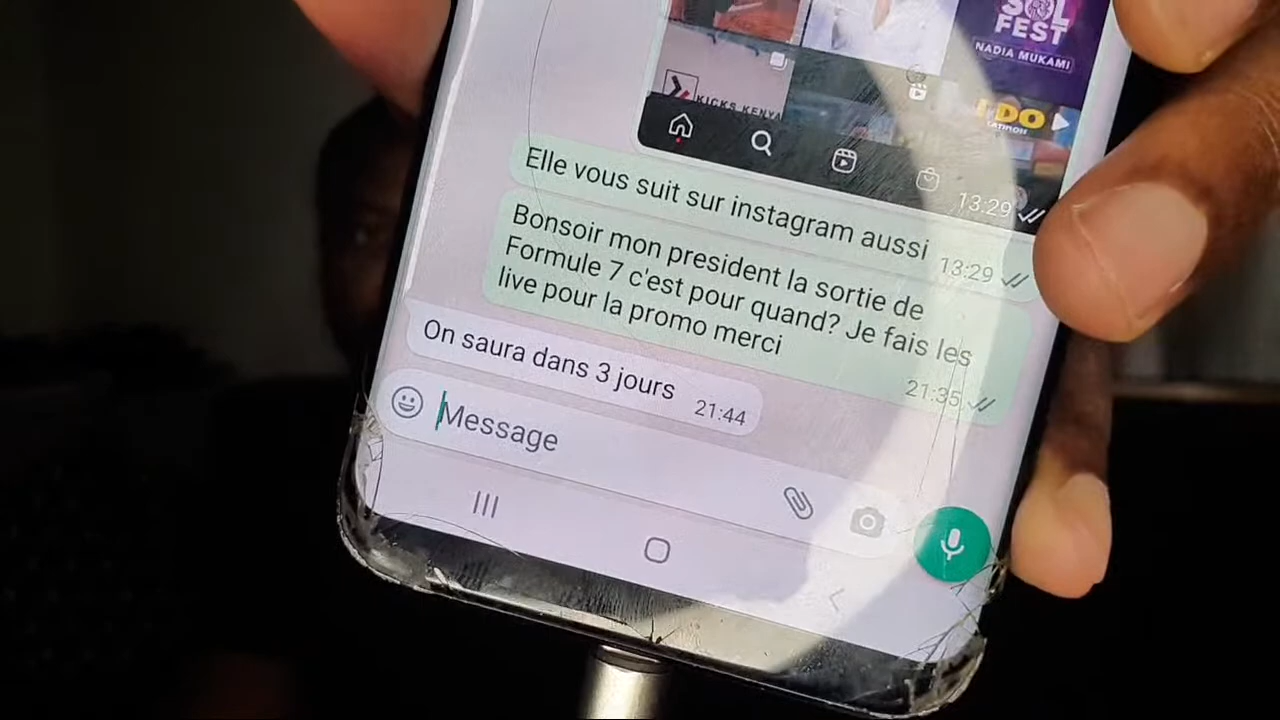 SOL
FEST
NADIA MUKAMI
KICKS KENYA
I DO
13:29
Elle vous suit sur instagram aussi
13:29
Bonsoir mon president la sortie de
Formule 7 c'est pour quand? Je fais les
live pour la promo merci
21:35
On saura dans 3 jours
21:44
Message